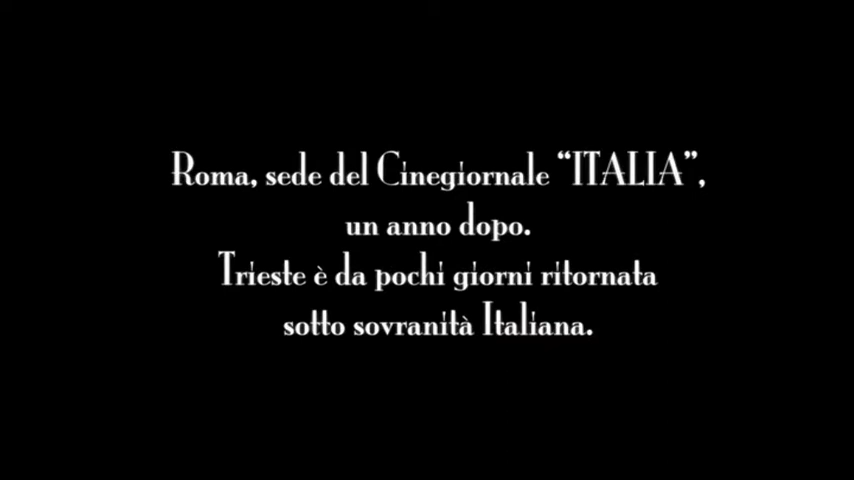 Roma, sede del Cinegiornale “ITALIA”,
un anno dopo.
Trieste è da pochi giorni ritornata
sotto sovranità Italiana.